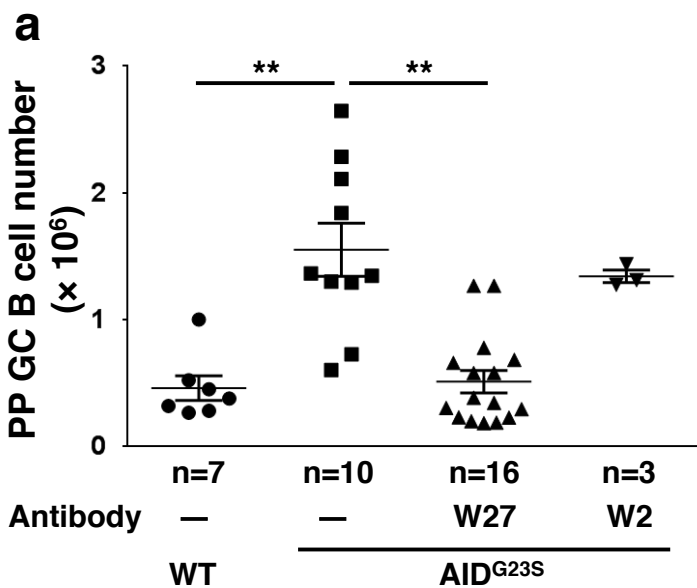 a
PP GC B cell number
(× 10⁶)
3
2
1
0
** **
n=7 n=10 n=16 n=3
Antibody — — W27 W2
WT AIDᴳ²³ˢ